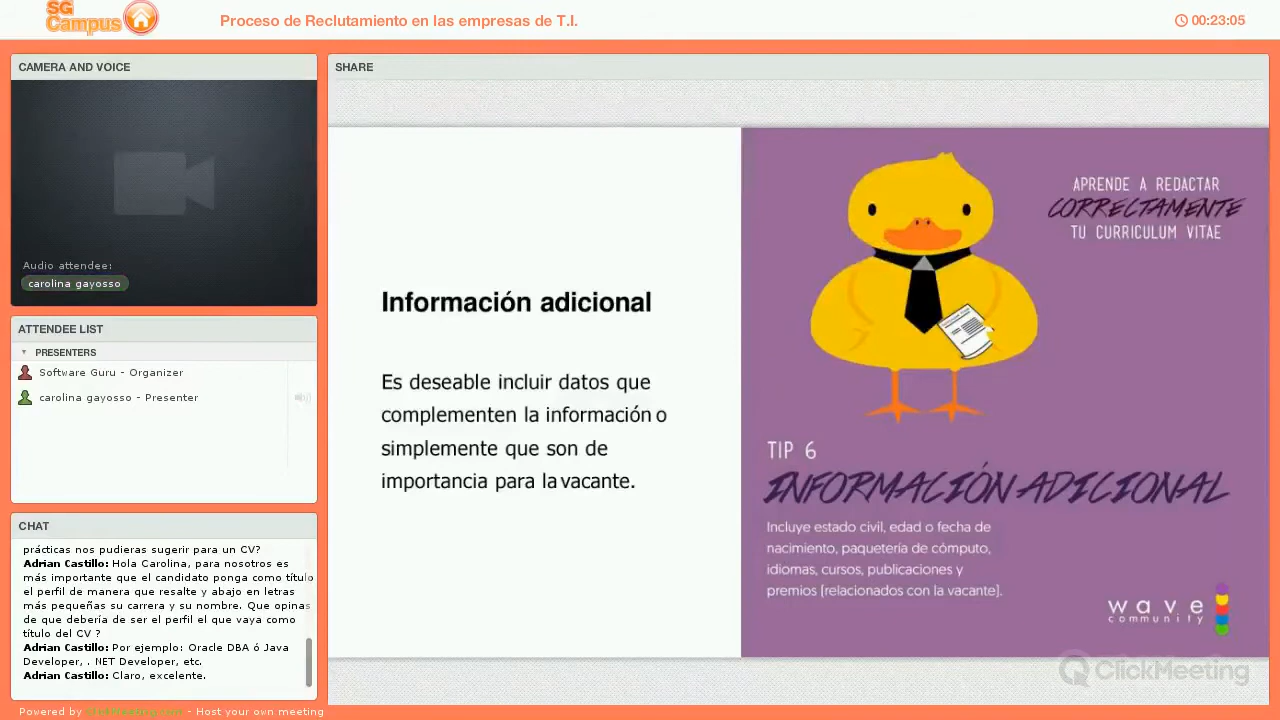 SG
Campus
Proceso de Reclutamiento en las empresas de T.I.
00:23:05
CAMERA AND VOICE
Audio attendee:
carolina gayosso
ATTENDEE LIST
PRESENTERS
Software Guru - Organizer
carolina gayosso - Presenter
CHAT
prácticas nos pudieras sugerir para un CV?
Adrian Castillo: Hola Carolina, para nosotros es
más importante que el candidato ponga como título
el perfil de manera que resalte y abajo en letras
más pequeñas su carrera y su nombre. Que opinas
de que debería de ser el perfil el que vaya como
título del CV ?
Adrian Castillo: Por ejemplo: Oracle DBA ó Java
Developer, . NET Developer, etc.
Adrian Castillo: Claro, excelente.
Powered by ClickMeeting.com - Host your own meeting
SHARE
Información adicional
Es deseable incluir datos que
complementen la información o
simplemente que son de
importancia para la vacante.
APRENDE A REDACTAR
CORRECTAMENTE
TU CURRICULUM VITAE
TIP 6
INFORMACIÓN ADICIONAL
Incluye estado civil, edad o fecha de
nacimiento, paquetería de cómputo,
idiomas, cursos, publicaciones y
premios [relacionados con la vacante].
wave
community
ClickMeeting